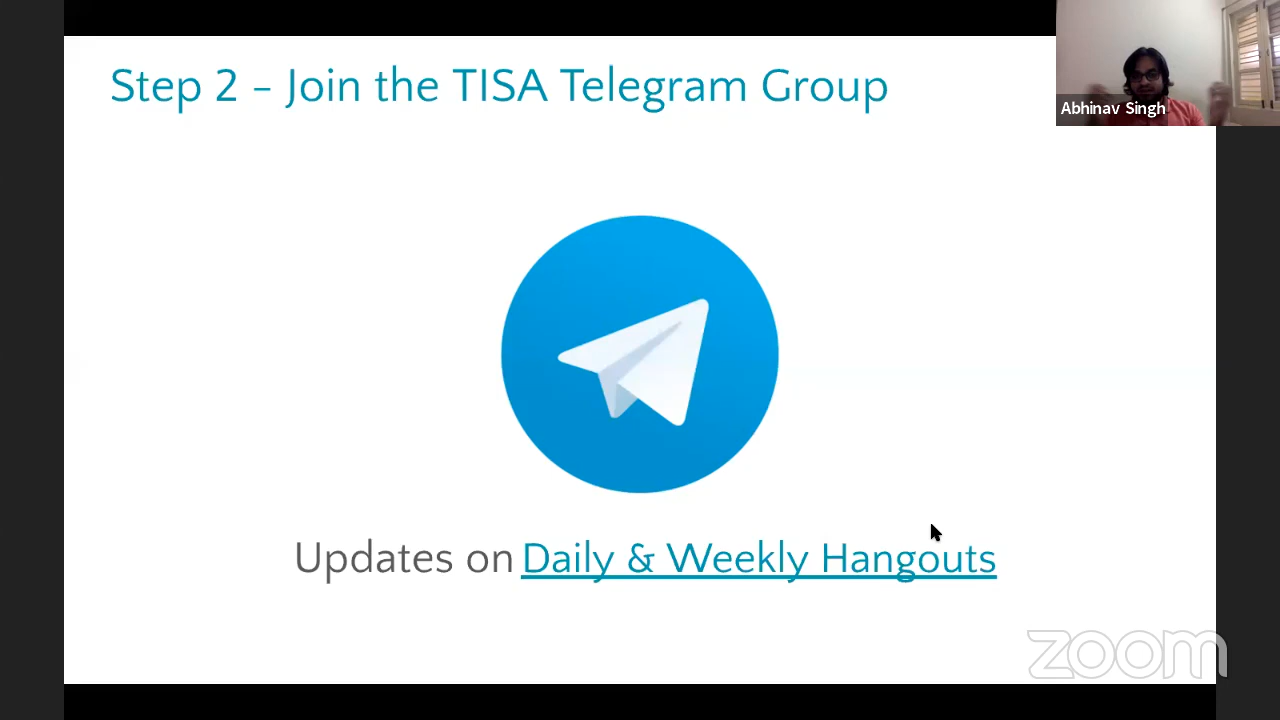 Step 2 – Join the TISA Telegram Group
Abhinav Singh
Updates on Daily & Weekly Hangouts
zoom